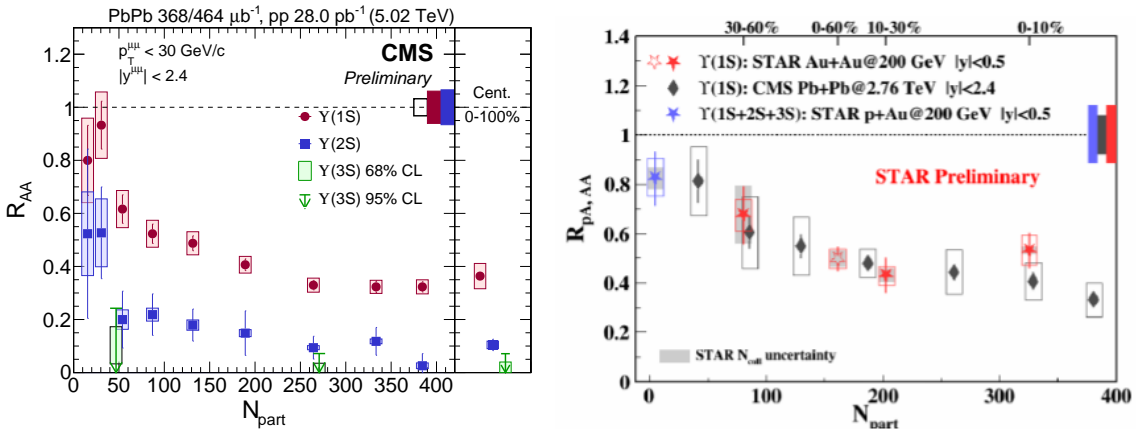 PbPb 368/464 μb⁻¹, pp 28.0 pb⁻¹ (5.02 TeV)
p_T^μμ < 30 GeV/c
|y^μμ| < 2.4
CMS
Preliminary
Cent.
0-100%
ϒ(1S)
ϒ(2S)
ϒ(3S) 68% CL
ϒ(3S) 95% CL
R_AA
1.2
1
0.8
0.6
0.4
0.2
0
0 50 100 150 200 250 300 350 400
N_part
30-60% 0-60% 10-30% 0-10%
ϒ(1S): STAR Au+Au@200 GeV |y|<0.5
ϒ(1S): CMS Pb+Pb@2.76 TeV |y|<2.4
ϒ(1S+2S+3S): STAR p+Au@200 GeV |y|<0.5
STAR Preliminary
STAR N_coll uncertainty
R_pA, AA
1.4
1.2
1
0.8
0.6
0.4
0.2
0
0 100 200 300 400
N_part